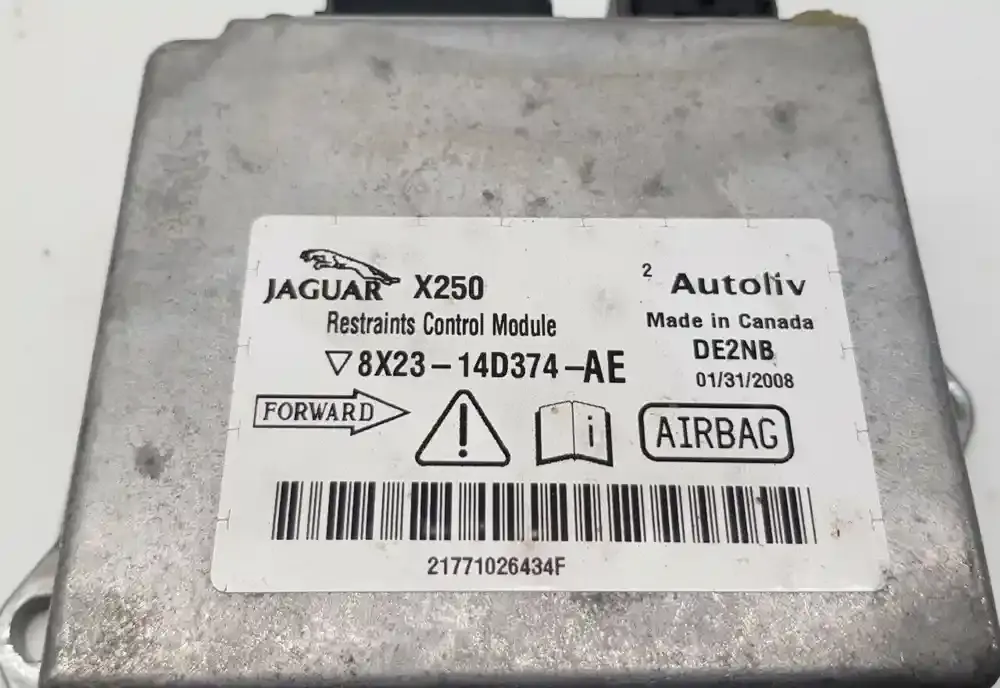 JAGUAR X250
Restraints Control Module
▽8X23-14D374-AE
2 Autoliv
Made in Canada
DE2NB
01/31/2008
FORWARD
i
AIRBAG
21771026434F